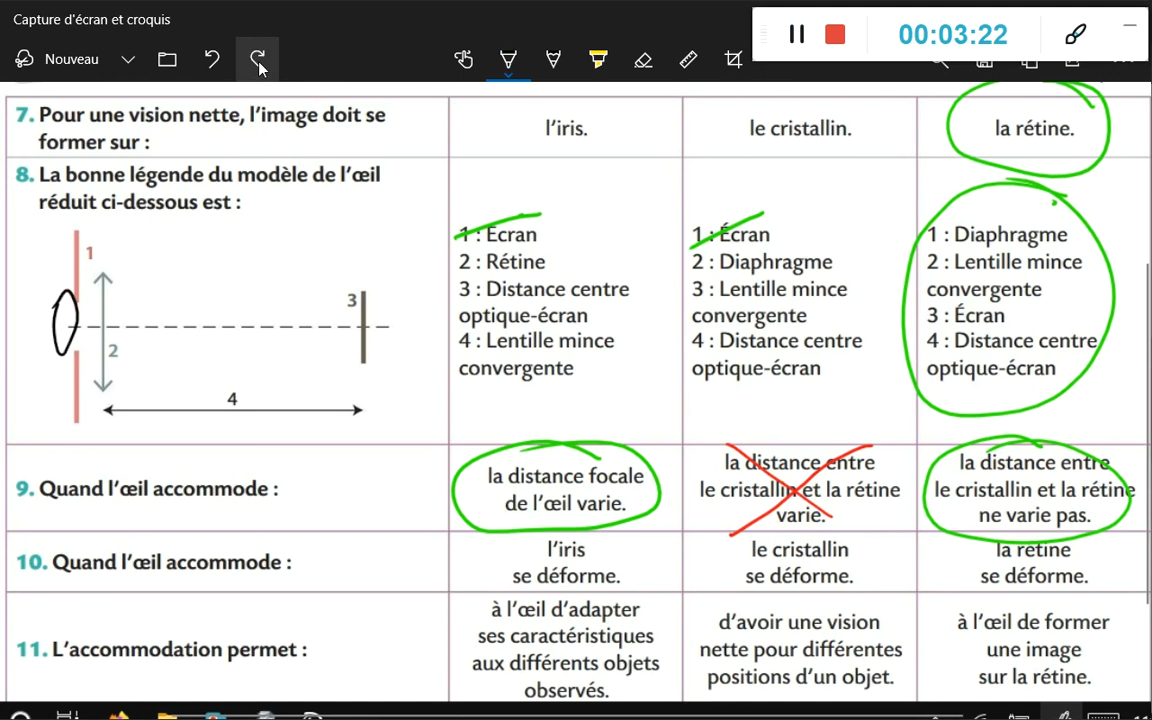 Capture d'écran et croquis
00:03:22
Nouveau
7. Pour une vision nette, l'image doit se
former sur :
l'iris.
le cristallin.
la rétine.
8. La bonne légende du modèle de l'œil
réduit ci-dessous est :
1
2
3
4
1 : Écran
2 : Rétine
3 : Distance centre
optique-écran
4 : Lentille mince
convergente
1 : Écran
2 : Diaphragme
3 : Lentille mince
convergente
4 : Distance centre
optique-écran
1 : Diaphragme
2 : Lentille mince
convergente
3 : Écran
4 : Distance centre
optique-écran
9. Quand l'œil accommode :
la distance focale
de l'œil varie.
la distance entre
le cristallin et la rétine
varie.
la distance entre
le cristallin et la rétine
ne varie pas.
10. Quand l'œil accommode :
l'iris
se déforme.
le cristallin
se déforme.
la rétine
se déforme.
11. L'accommodation permet :
à l'œil d'adapter
ses caractéristiques
aux différents objets
observés.
d'avoir une vision
nette pour différentes
positions d'un objet.
à l'œil de former
une image
sur la rétine.